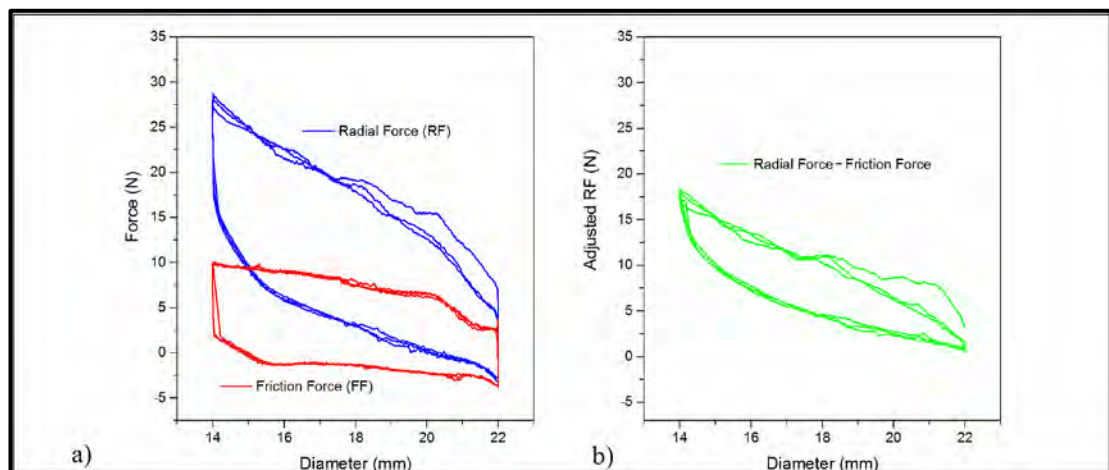 35
30
25
20
15
10
5
0
-5
Force (N)
Radial Force (RF)
Friction Force (FF)
14 16 18 20 22
Diameter (mm)
a)
35
30
25
20
15
10
5
0
-5
Adjusted RF (N)
Radial Force - Friction Force
14 16 18 20 22
Diameter (mm)
b)